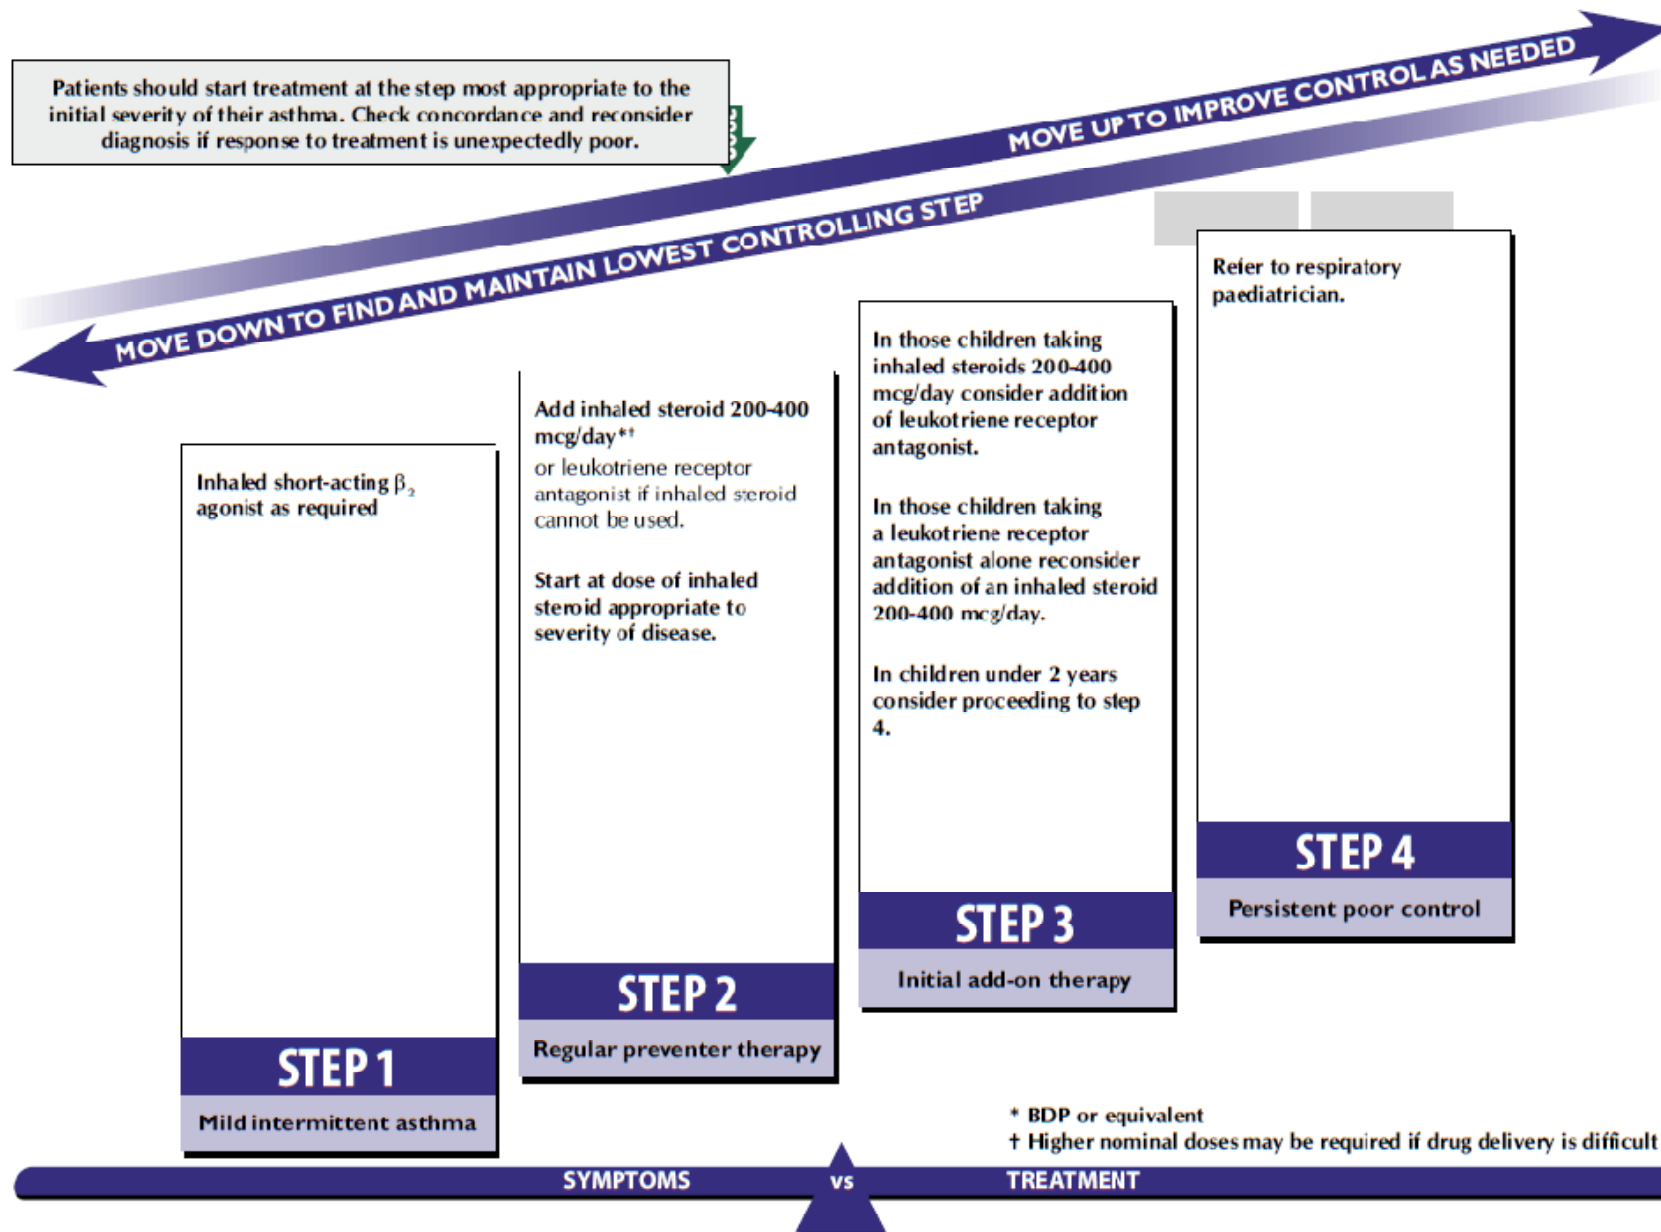 Patients should start treatment at the step most appropriate to the
initial severity of their asthma. Check concordance and reconsider
diagnosis if response to treatment is unexpectedly poor.
MOVE UP TO IMPROVE CONTROL AS NEEDED
MOVE DOWN TO FIND AND MAINTAIN LOWEST CONTROLLING STEP
Inhaled short-acting β₂
agonist as required
STEP 1
Mild intermittent asthma
Add inhaled steroid 200-400
mcg/day*†
or leukotriene receptor
antagonist if inhaled steroid
cannot be used.
Start at dose of inhaled
steroid appropriate to
severity of disease.
STEP 2
Regular preventer therapy
In those children taking
inhaled steroids 200-400
mcg/day consider addition
of leukotriene receptor
antagonist.
In those children taking
a leukotriene receptor
antagonist alone reconsider
addition of an inhaled steroid
200-400 mcg/day.
In children under 2 years
consider proceeding to step
4.
STEP 3
Initial add-on therapy
Refer to respiratory
paediatrician.
STEP 4
Persistent poor control
* BDP or equivalent
† Higher nominal doses may be required if drug delivery is difficult
SYMPTOMS vs TREATMENT